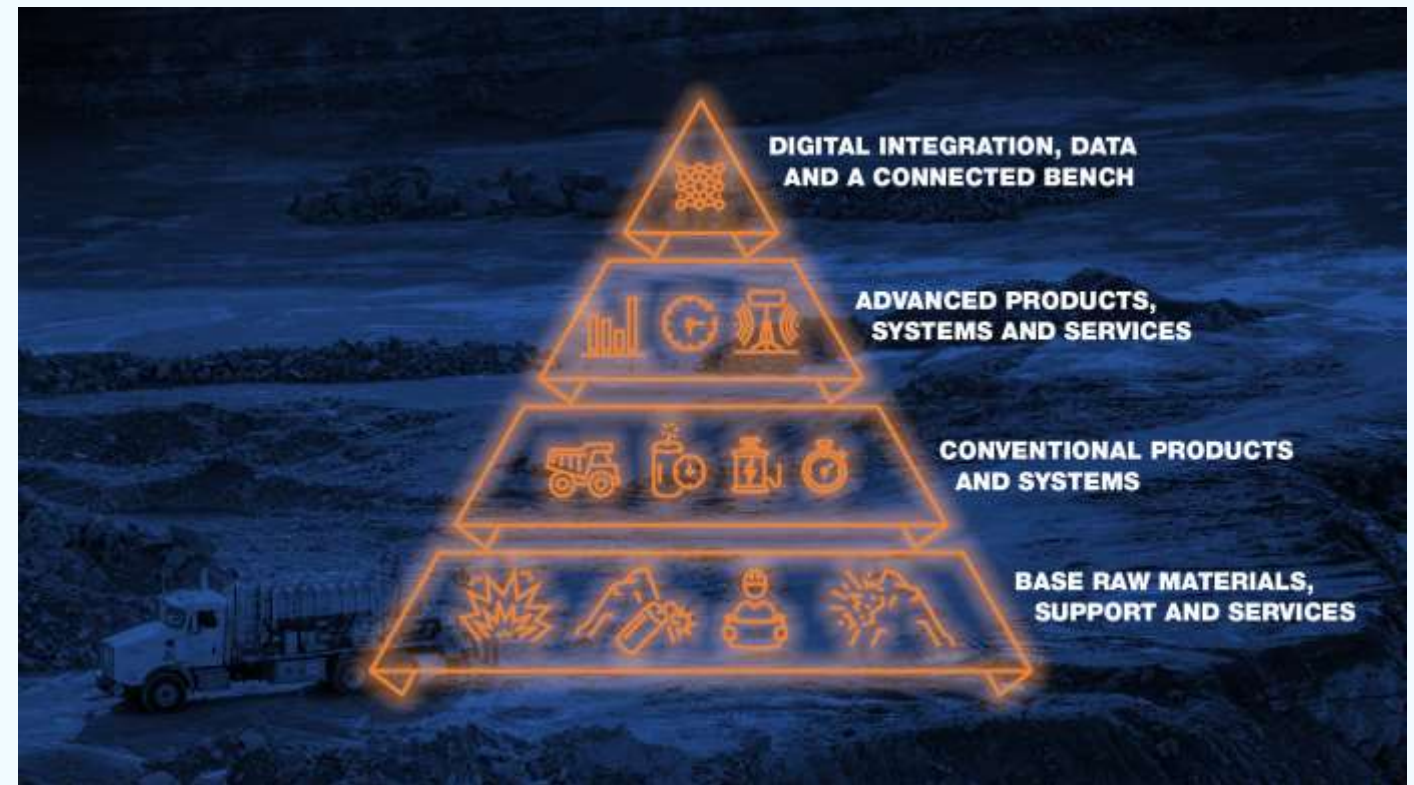 DIGITAL INTEGRATION, DATA
AND A CONNECTED BENCH
ADVANCED PRODUCTS,
SYSTEMS AND SERVICES
CONVENTIONAL PRODUCTS
AND SYSTEMS
BASE RAW MATERIALS,
SUPPORT AND SERVICES